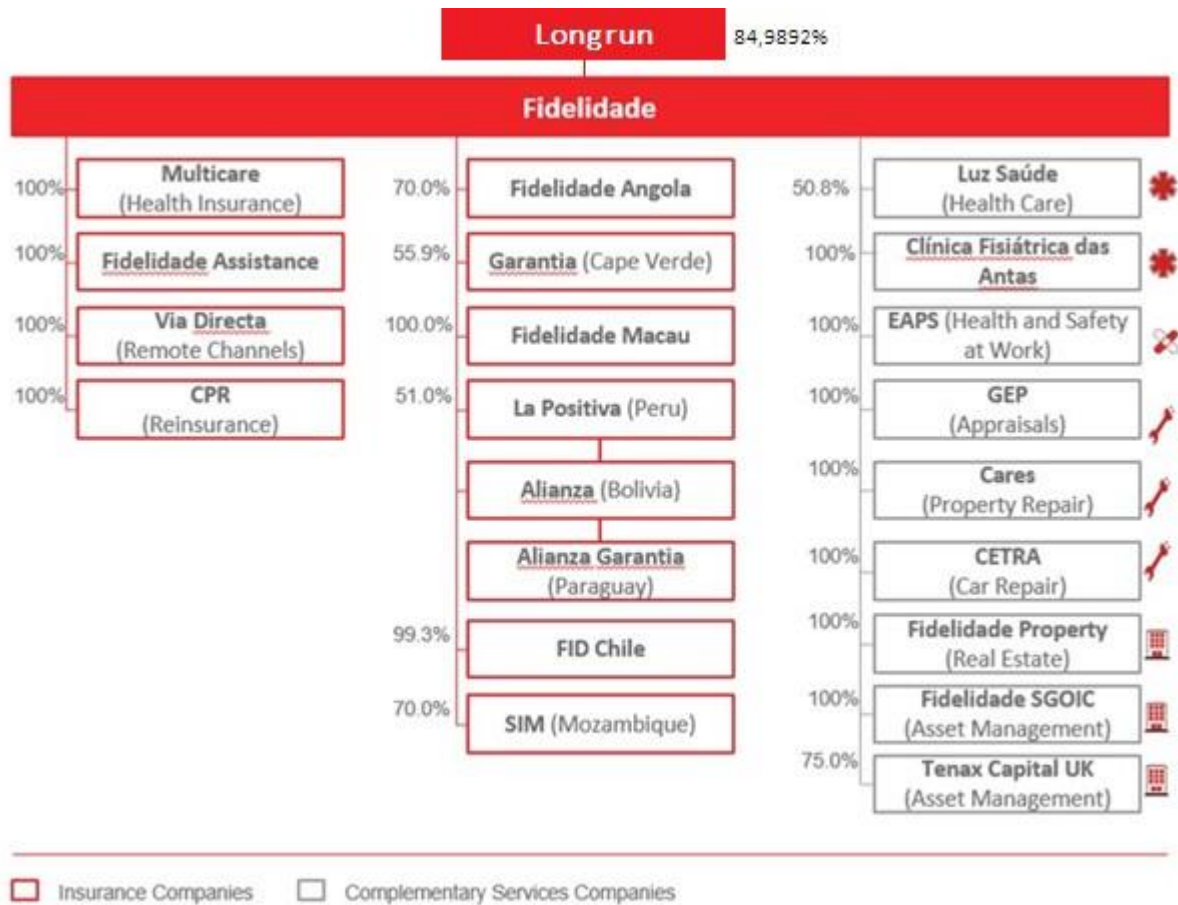 Longrun
84,9892%
Fidelidade
100%
Multicare
(Health Insurance)
100%
Fidelidade Assistance
100%
Via Directa
(Remote Channels)
100%
CPR
(Reinsurance)
70.0%
Fidelidade Angola
55.9%
Garantia (Cape Verde)
100.0%
Fidelidade Macau
51.0%
La Positiva (Peru)
Alianza (Bolivia)
Alianza Garantia
(Paraguay)
99.3%
FID Chile
70.0%
SIM (Mozambique)
50.8%
Luz Saúde
(Health Care)
100%
Clínica Fisiátrica das
Antas
100%
EAPS (Health and Safety
at Work)
100%
GEP
(Appraisals)
100%
Cares
(Property Repair)
100%
CETRA
(Car Repair)
100%
Fidelidade Property
(Real Estate)
100%
Fidelidade SGOIC
(Asset Management)
75.0%
Tenax Capital UK
(Asset Management)
Insurance Companies
Complementary Services Companies